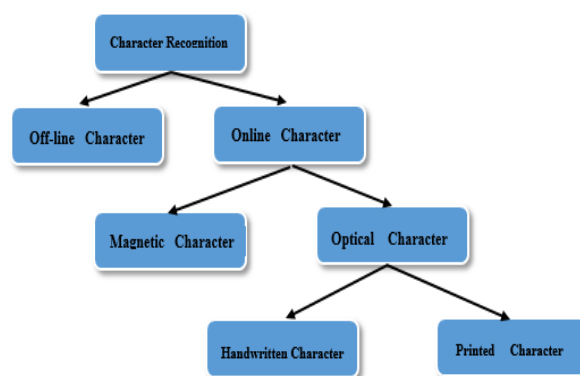 Character Recognition
Off-line Character
Online Character
Magnetic Character
Optical Character
Handwritten Character
Printed Character